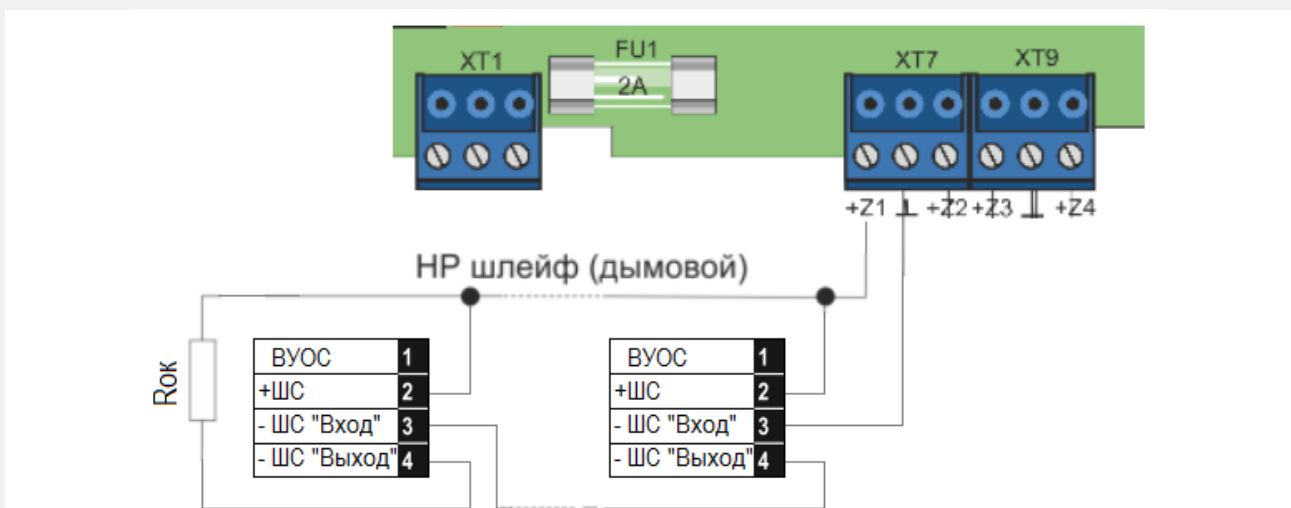 XT1
FU1
2A
XT7
XT9
+Z1
+Z2
+Z3
+Z4
НР шлейф (дымовой)
Rок
ВУОС 1
+ШС 2
- ШС "Вход" 3
- ШС "Выход" 4
ВУОС 1
+ШС 2
- ШС "Вход" 3
- ШС "Выход" 4